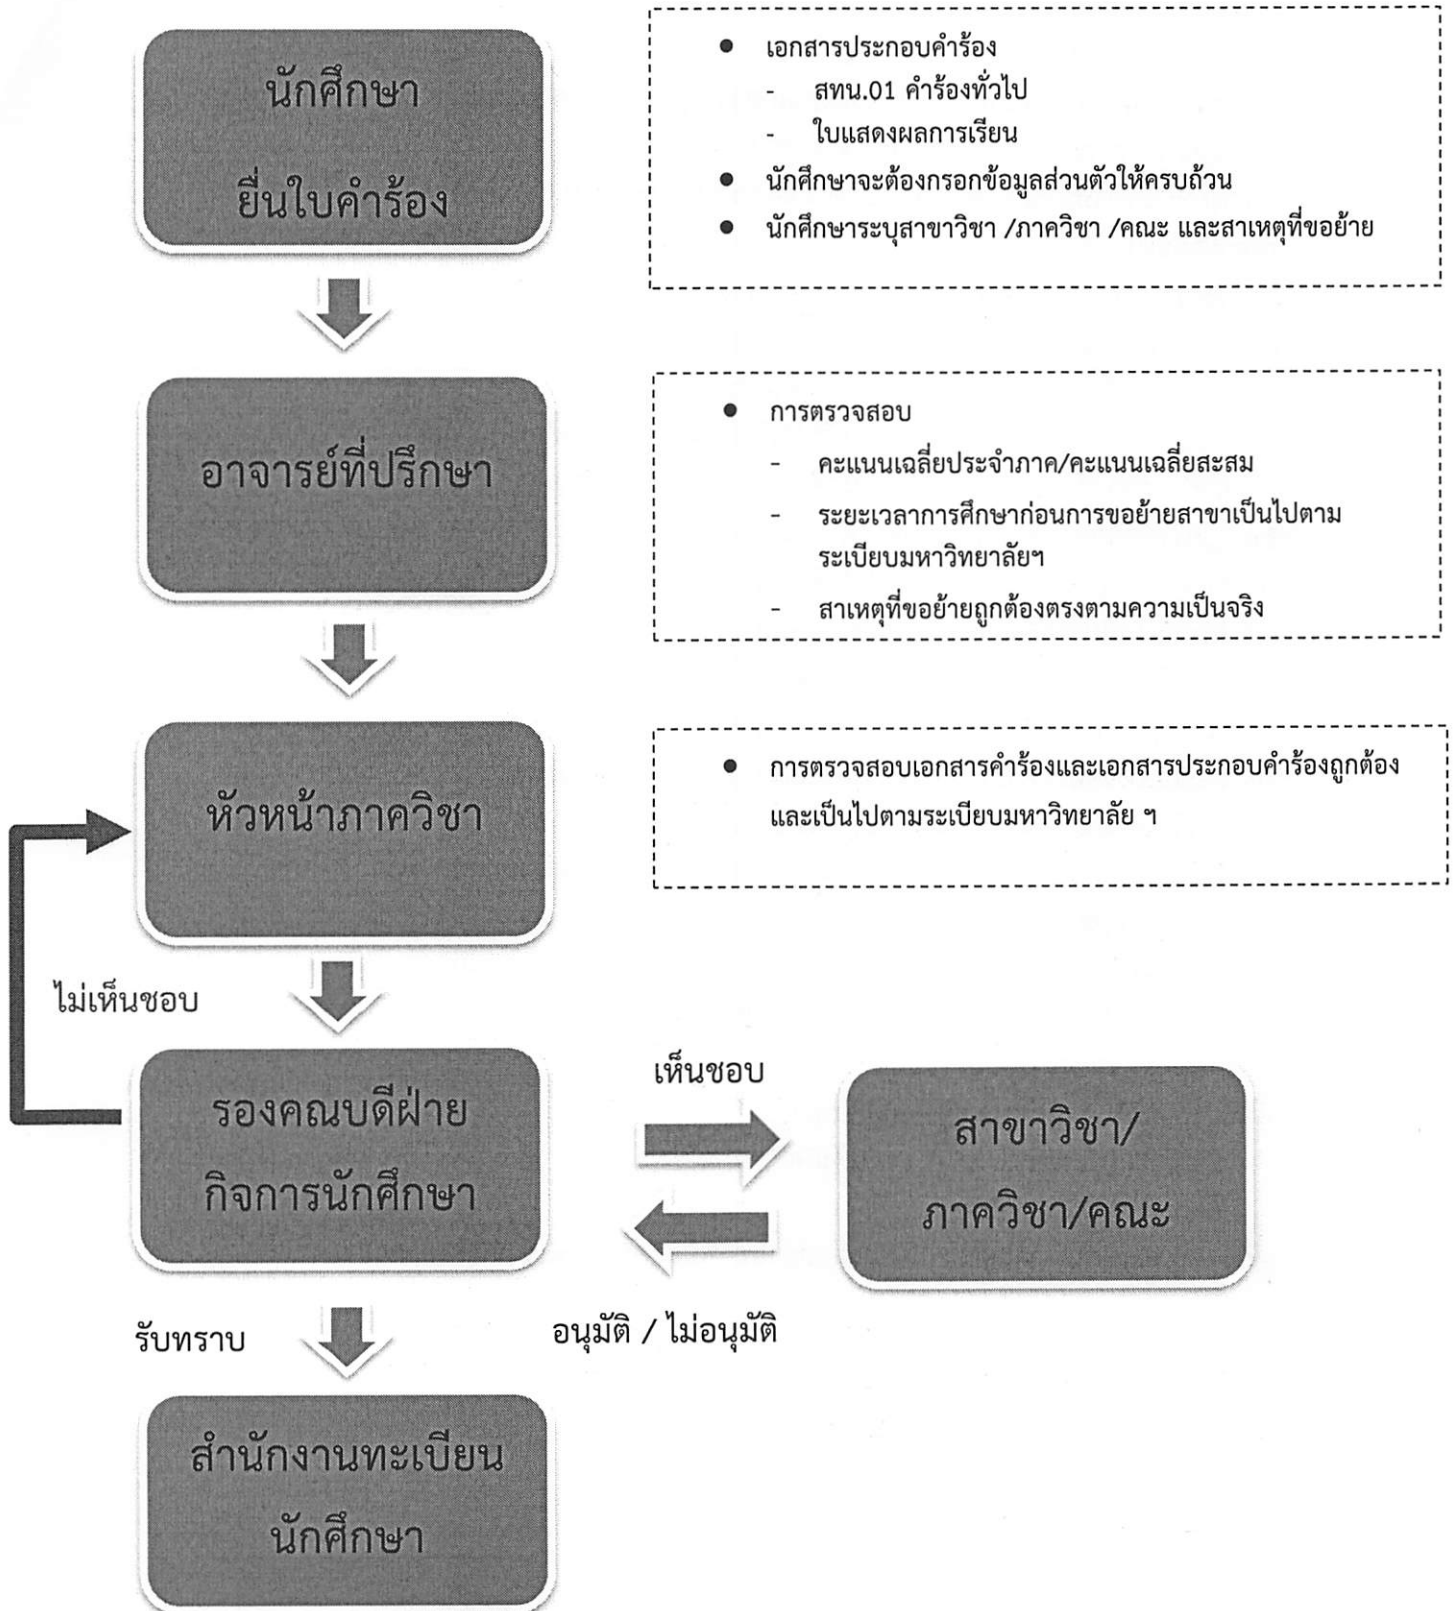 นักศึกษา
ยื่นใบคำร้อง
● เอกสารประกอบคำร้อง
- สทน.01 คำร้องทั่วไป
- ใบแสดงผลการเรียน
● นักศึกษาจะต้องกรอกข้อมูลส่วนตัวให้ครบถ้วน
● นักศึกษาระบุสาขาวิชา /ภาควิชา /คณะ และสาเหตุที่ขอย้าย
อาจารย์ที่ปรึกษา
● การตรวจสอบ
- คะแนนเฉลี่ยประจำภาค/คะแนนเฉลี่ยสะสม
- ระยะเวลาการศึกษาก่อนการขอย้ายสาขาเป็นไปตาม
ระเบียบมหาวิทยาลัยฯ
- สาเหตุที่ขอย้ายถูกต้องตรงตามความเป็นจริง
หัวหน้าภาควิชา
● การตรวจสอบเอกสารคำร้องและเอกสารประกอบคำร้องถูกต้อง
และเป็นไปตามระเบียบมหาวิทยาลัย ฯ
ไม่เห็นชอบ
รองคณบดีฝ่าย
กิจการนักศึกษา
เห็นชอบ
สาขาวิชา/
ภาควิชา/คณะ
อนุมัติ / ไม่อนุมัติ
รับทราบ
สำนักงานทะเบียน
นักศึกษา